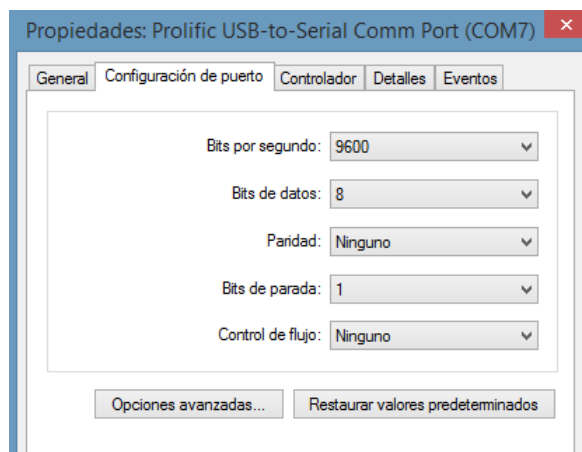 Propiedades: Prolific USB-to-Serial Comm Port (COM7)
General Configuración de puerto Controlador Detalles Eventos
Bits por segundo: 9600
Bits de datos: 8
Paridad: Ninguno
Bits de parada: 1
Control de flujo: Ninguno
Opciones avanzadas... Restaurar valores predeterminados